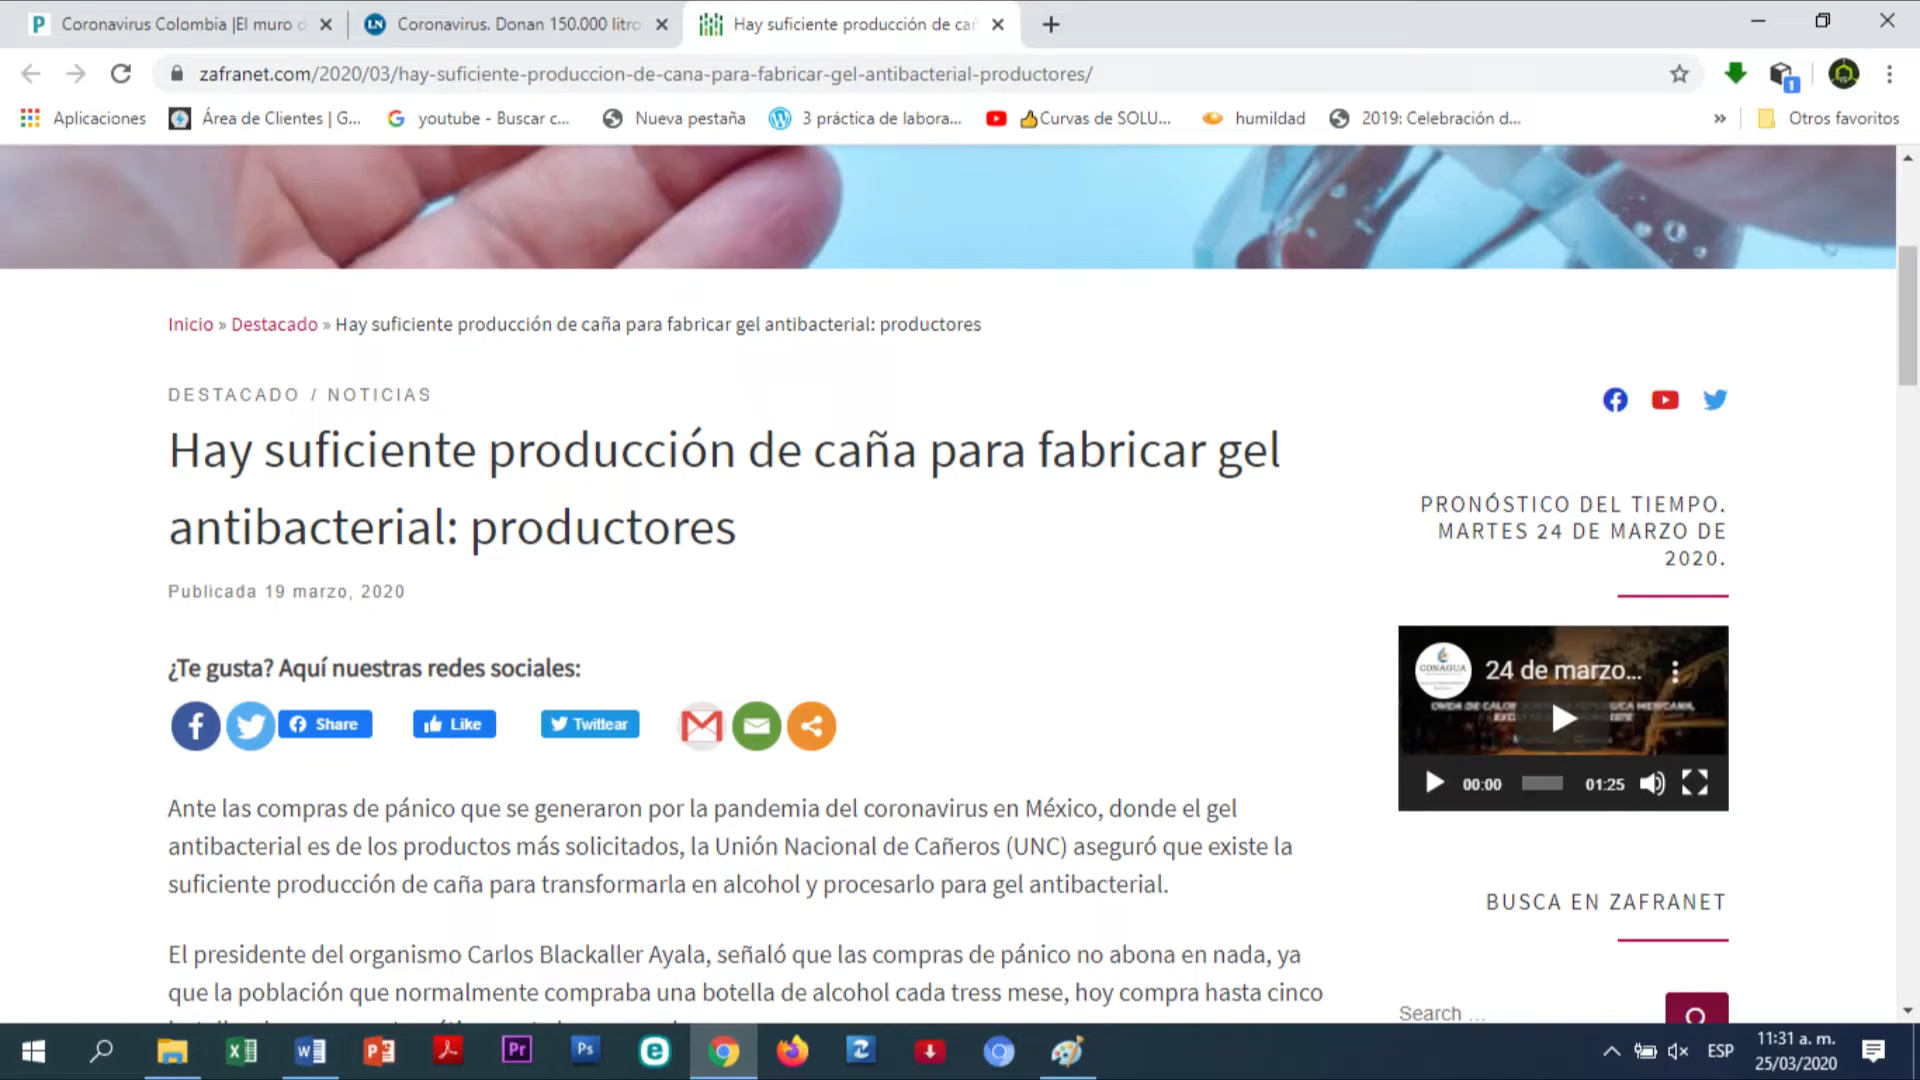 Coronavirus Colombia |El muro d
Coronavirus. Donan 150.000 litro
Hay suficiente producción de cañ
zafranet.com/2020/03/hay-suficiente-produccion-de-cana-para-fabricar-gel-antibacterial-productores/
Aplicaciones
Área de Clientes | G...
youtube - Buscar c...
Nueva pestaña
3 práctica de labora...
Curvas de SOLU...
humildad
2019: Celebración d...
»
Otros favoritos
Inicio » Destacado » Hay suficiente producción de caña para fabricar gel antibacterial: productores
DESTACADO / NOTICIAS
Hay suficiente producción de caña para fabricar gel
antibacterial: productores
Publicada 19 marzo, 2020
¿Te gusta? Aquí nuestras redes sociales:
Share
Like
Twittear
Ante las compras de pánico que se generaron por la pandemia del coronavirus en México, donde el gel
antibacterial es de los productos más solicitados, la Unión Nacional de Cañeros (UNC) aseguró que existe la
suficiente producción de caña para transformarla en alcohol y procesarlo para gel antibacterial.
El presidente del organismo Carlos Blackaller Ayala, señaló que las compras de pánico no abona en nada, ya
que la población que normalmente compraba una botella de alcohol cada tress mese, hoy compra hasta cinco
PRONÓSTICO DEL TIEMPO.
MARTES 24 DE MARZO DE
2020.
CONAGUA
24 de marzo...
00:00
01:25
BUSCA EN ZAFRANET
Search ...
ESP
11:31 a. m.
25/03/2020